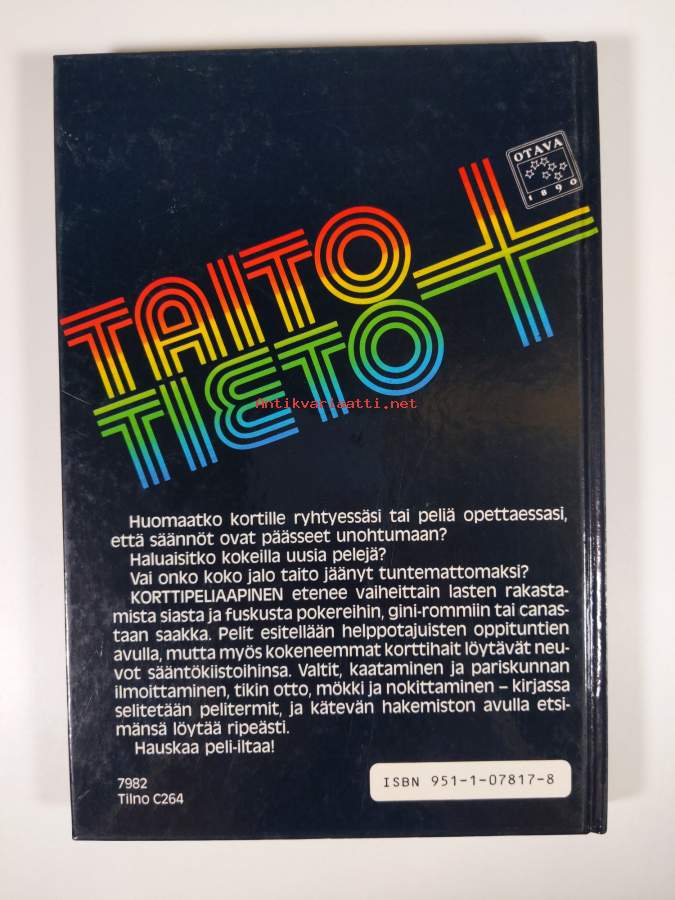 OTAVA
1890
TAITO
TIETO
Antikvariaatti.net
Huomaatko kortille ryhtyessäsi tai peliä opettaessasi,
että säännöt ovat päässeet unohtumaan?
Haluaisitko kokeilla uusia pelejä?
Vai onko koko jalo taito jäänyt tuntemattomaksi?
KORTTIPELIAAPINEN etenee vaiheittain lasten rakasta-
mista siasta ja fuskusta pokereihin, gini-rommiin tai canas-
taan saakka. Pelit esitellään helppotajuisten oppituntien
avulla, mutta myös kokeneemmat korttihait löytävät neu-
vot sääntökiistoihinsa. Valtit, kaataminen ja pariskunnan
ilmoittaminen, tikin otto, mökki ja nokittaminen – kirjassa
selitetään pelitermit, ja kätevän hakemiston avulla etsi-
mänsä löytää ripeästi.
Hauskaa peli-iltaa!
7982
Tilno C264
ISBN 951-1-07817-8